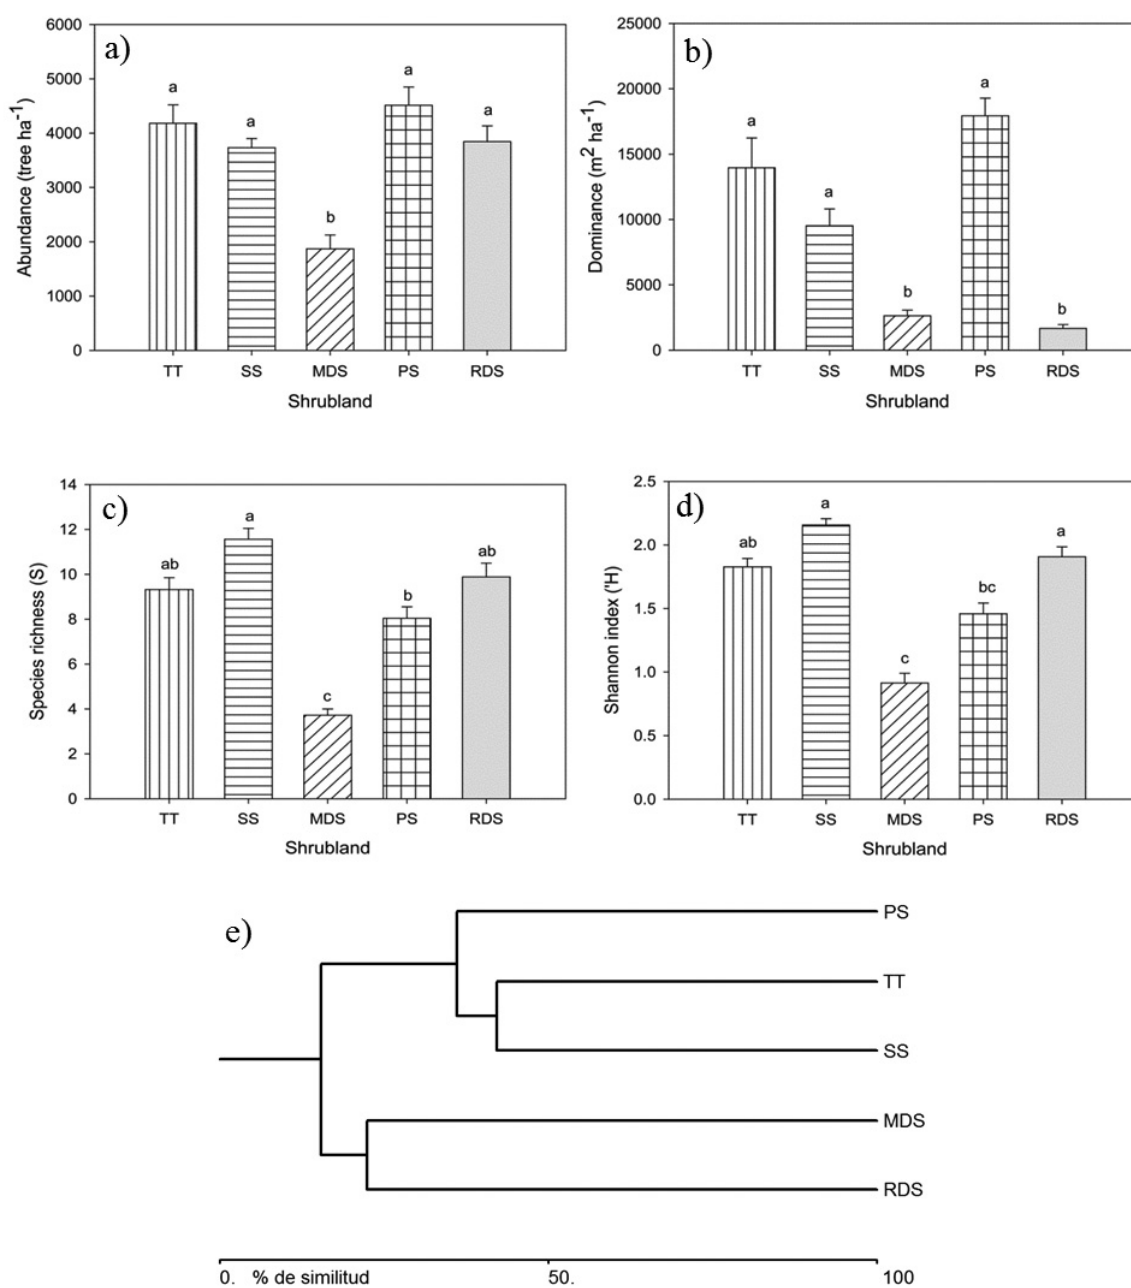 a)
Abundance (tree ha-1)
6000
5000
4000
3000
2000
1000
0
a
a
b
a
a
TT SS MDS PS RDS
Shrubland
b)
Dominance (m2 ha-1)
25000
20000
15000
10000
5000
0
a
a
b
a
b
TT SS MDS PS RDS
Shrubland
c)
Species richness (S)
14
12
10
8
6
4
2
0
ab
a
c
b
ab
TT SS MDS PS RDS
Shrubland
d)
Shannon index ('H)
2.5
2.0
1.5
1.0
0.5
0.0
ab
a
c
bc
a
TT SS MDS PS RDS
Shrubland
e)
PS
TT
SS
MDS
RDS
0. % de similitud 50. 100